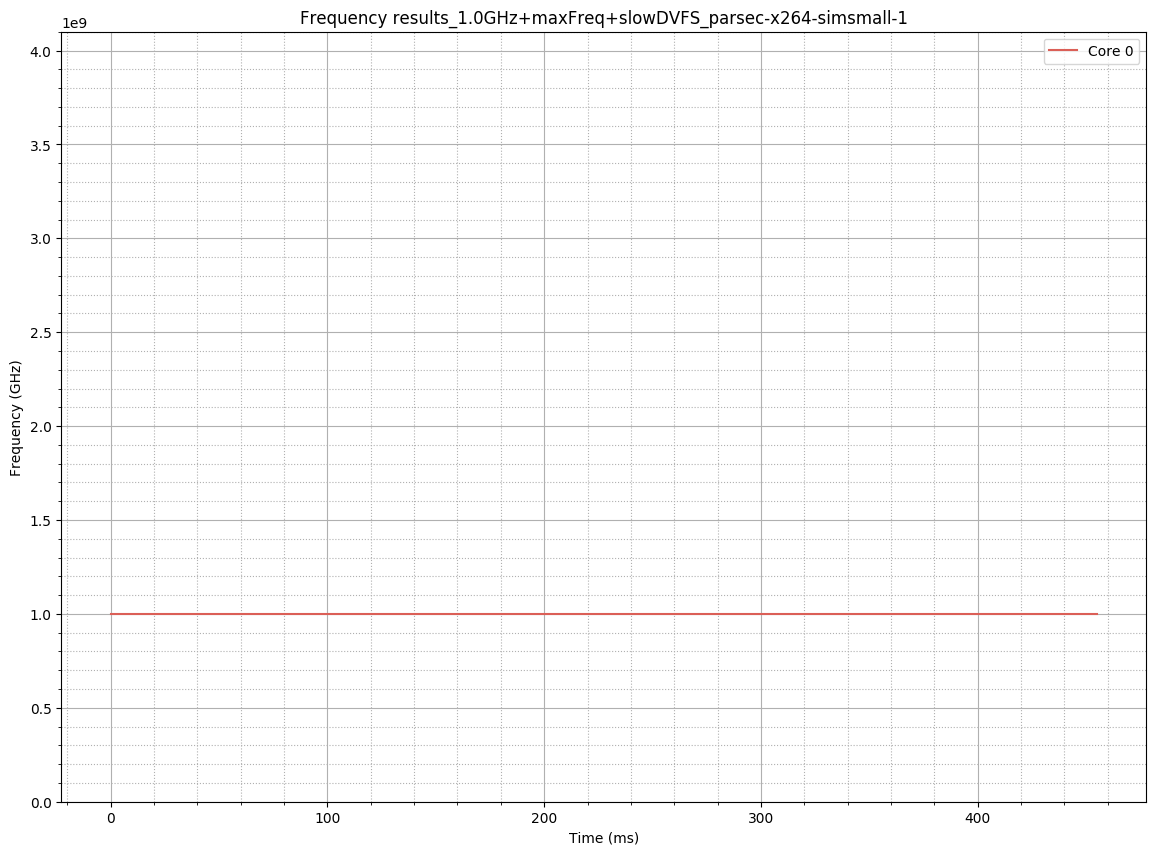 Frequency results_1.0GHz+maxFreq+slowDVFS_parsec-x264-simsmall-1
1e9
Core 0
4.0
3.5
3.0
2.5
2.0
1.5
1.0
0.5
0.0
Frequency (GHz)
0 100 200 300 400
Time (ms)